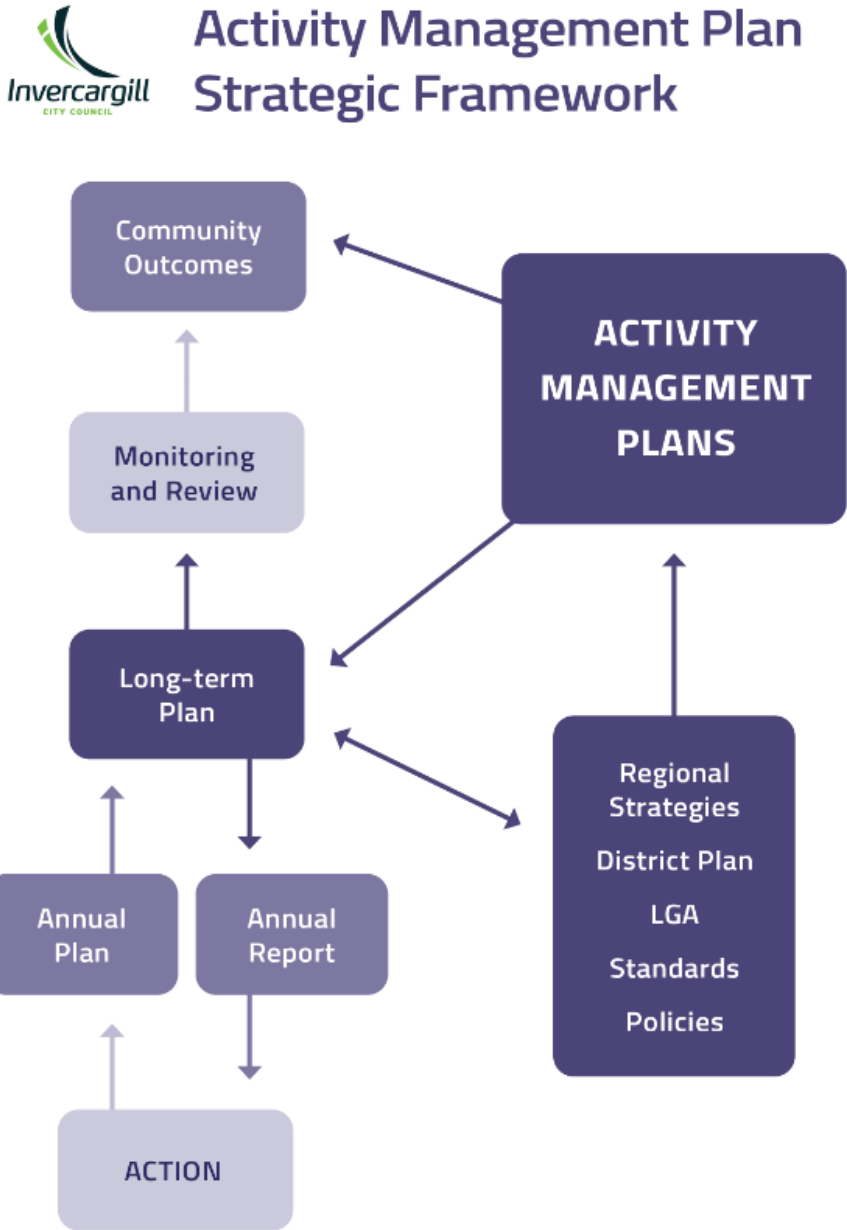 Invercargill
CITY COUNCIL
Activity Management Plan
Strategic Framework
Community
Outcomes
ACTIVITY
MANAGEMENT
PLANS
Monitoring
and Review
Long-term
Plan
Regional
Strategies
District Plan
LGA
Standards
Policies
Annual
Plan
Annual
Report
ACTION